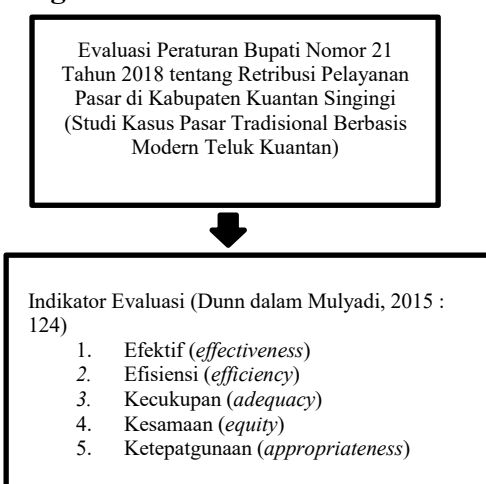 Evaluasi Peraturan Bupati Nomor 21
Tahun 2018 tentang Retribusi Pelayanan
Pasar di Kabupaten Kuantan Singingi
(Studi Kasus Pasar Tradisional Berbasis
Modern Teluk Kuantan)
Indikator Evaluasi (Dunn dalam Mulyadi, 2015 :
124)
1. Efektif (effectiveness)
2. Efisiensi (efficiency)
3. Kecukupan (adequacy)
4. Kesamaan (equity)
5. Ketepatgunaan (appropriateness)